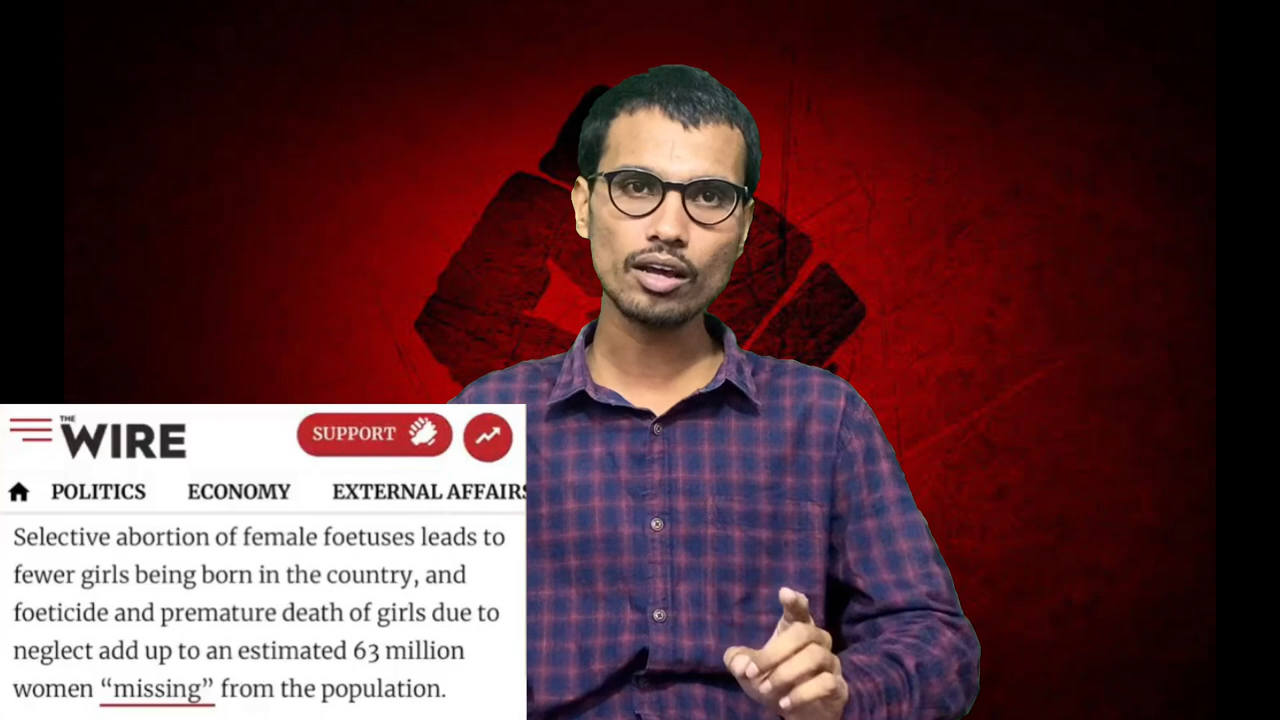 THE
WIRE
SUPPORT
POLITICS ECONOMY EXTERNAL AFFAIRS
Selective abortion of female foetuses leads to
fewer girls being born in the country, and
foeticide and premature death of girls due to
neglect add up to an estimated 63 million
women “missing” from the population.